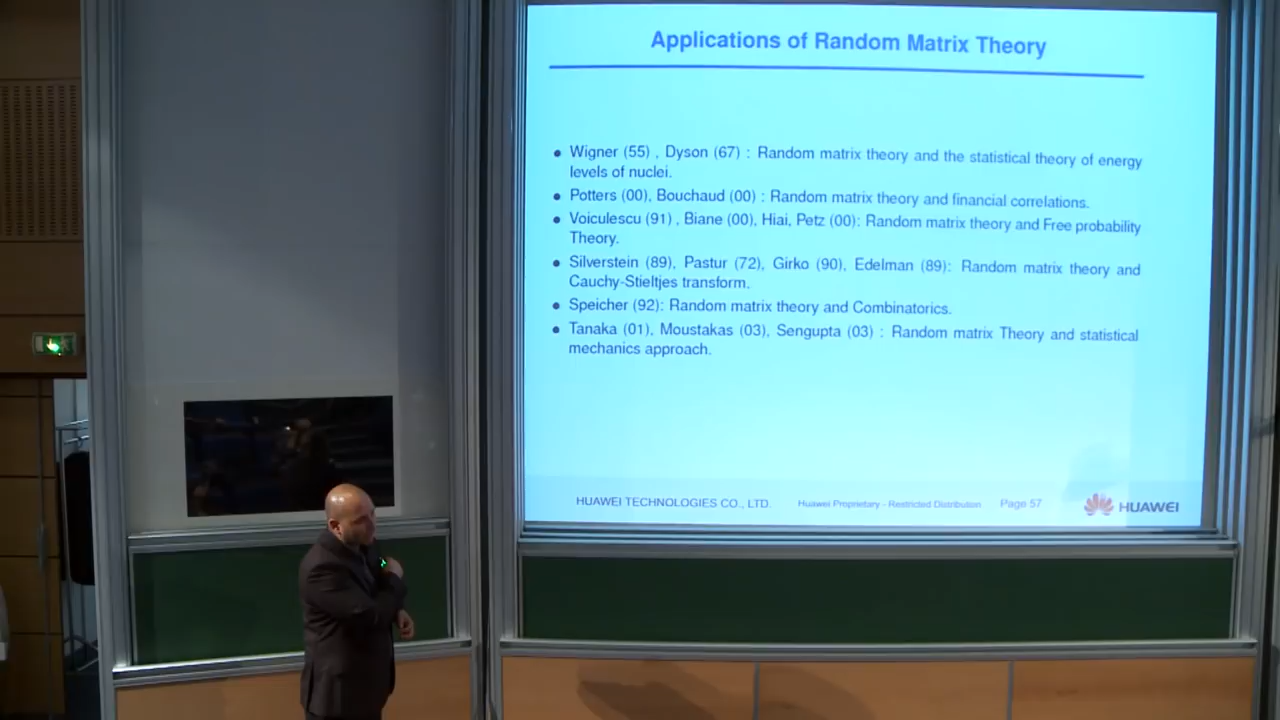 Applications of Random Matrix Theory
• Wigner (55) , Dyson (67) : Random matrix theory and the statistical theory of energy
levels of nuclei.
• Potters (00), Bouchaud (00) : Random matrix theory and financial correlations.
• Voiculescu (91) , Biane (00), Hiai, Petz (00): Random matrix theory and Free probability
Theory.
• Silverstein (89), Pastur (72), Girko (90), Edelman (89): Random matrix theory and
Cauchy-Stieltjes transform.
• Speicher (92): Random matrix theory and Combinatorics.
• Tanaka (01), Moustakas (03), Sengupta (03) : Random matrix Theory and statistical
mechanics approach.
HUAWEI TECHNOLOGIES CO., LTD. Huawei Proprietary - Restricted Distribution Page 57 HUAWEI